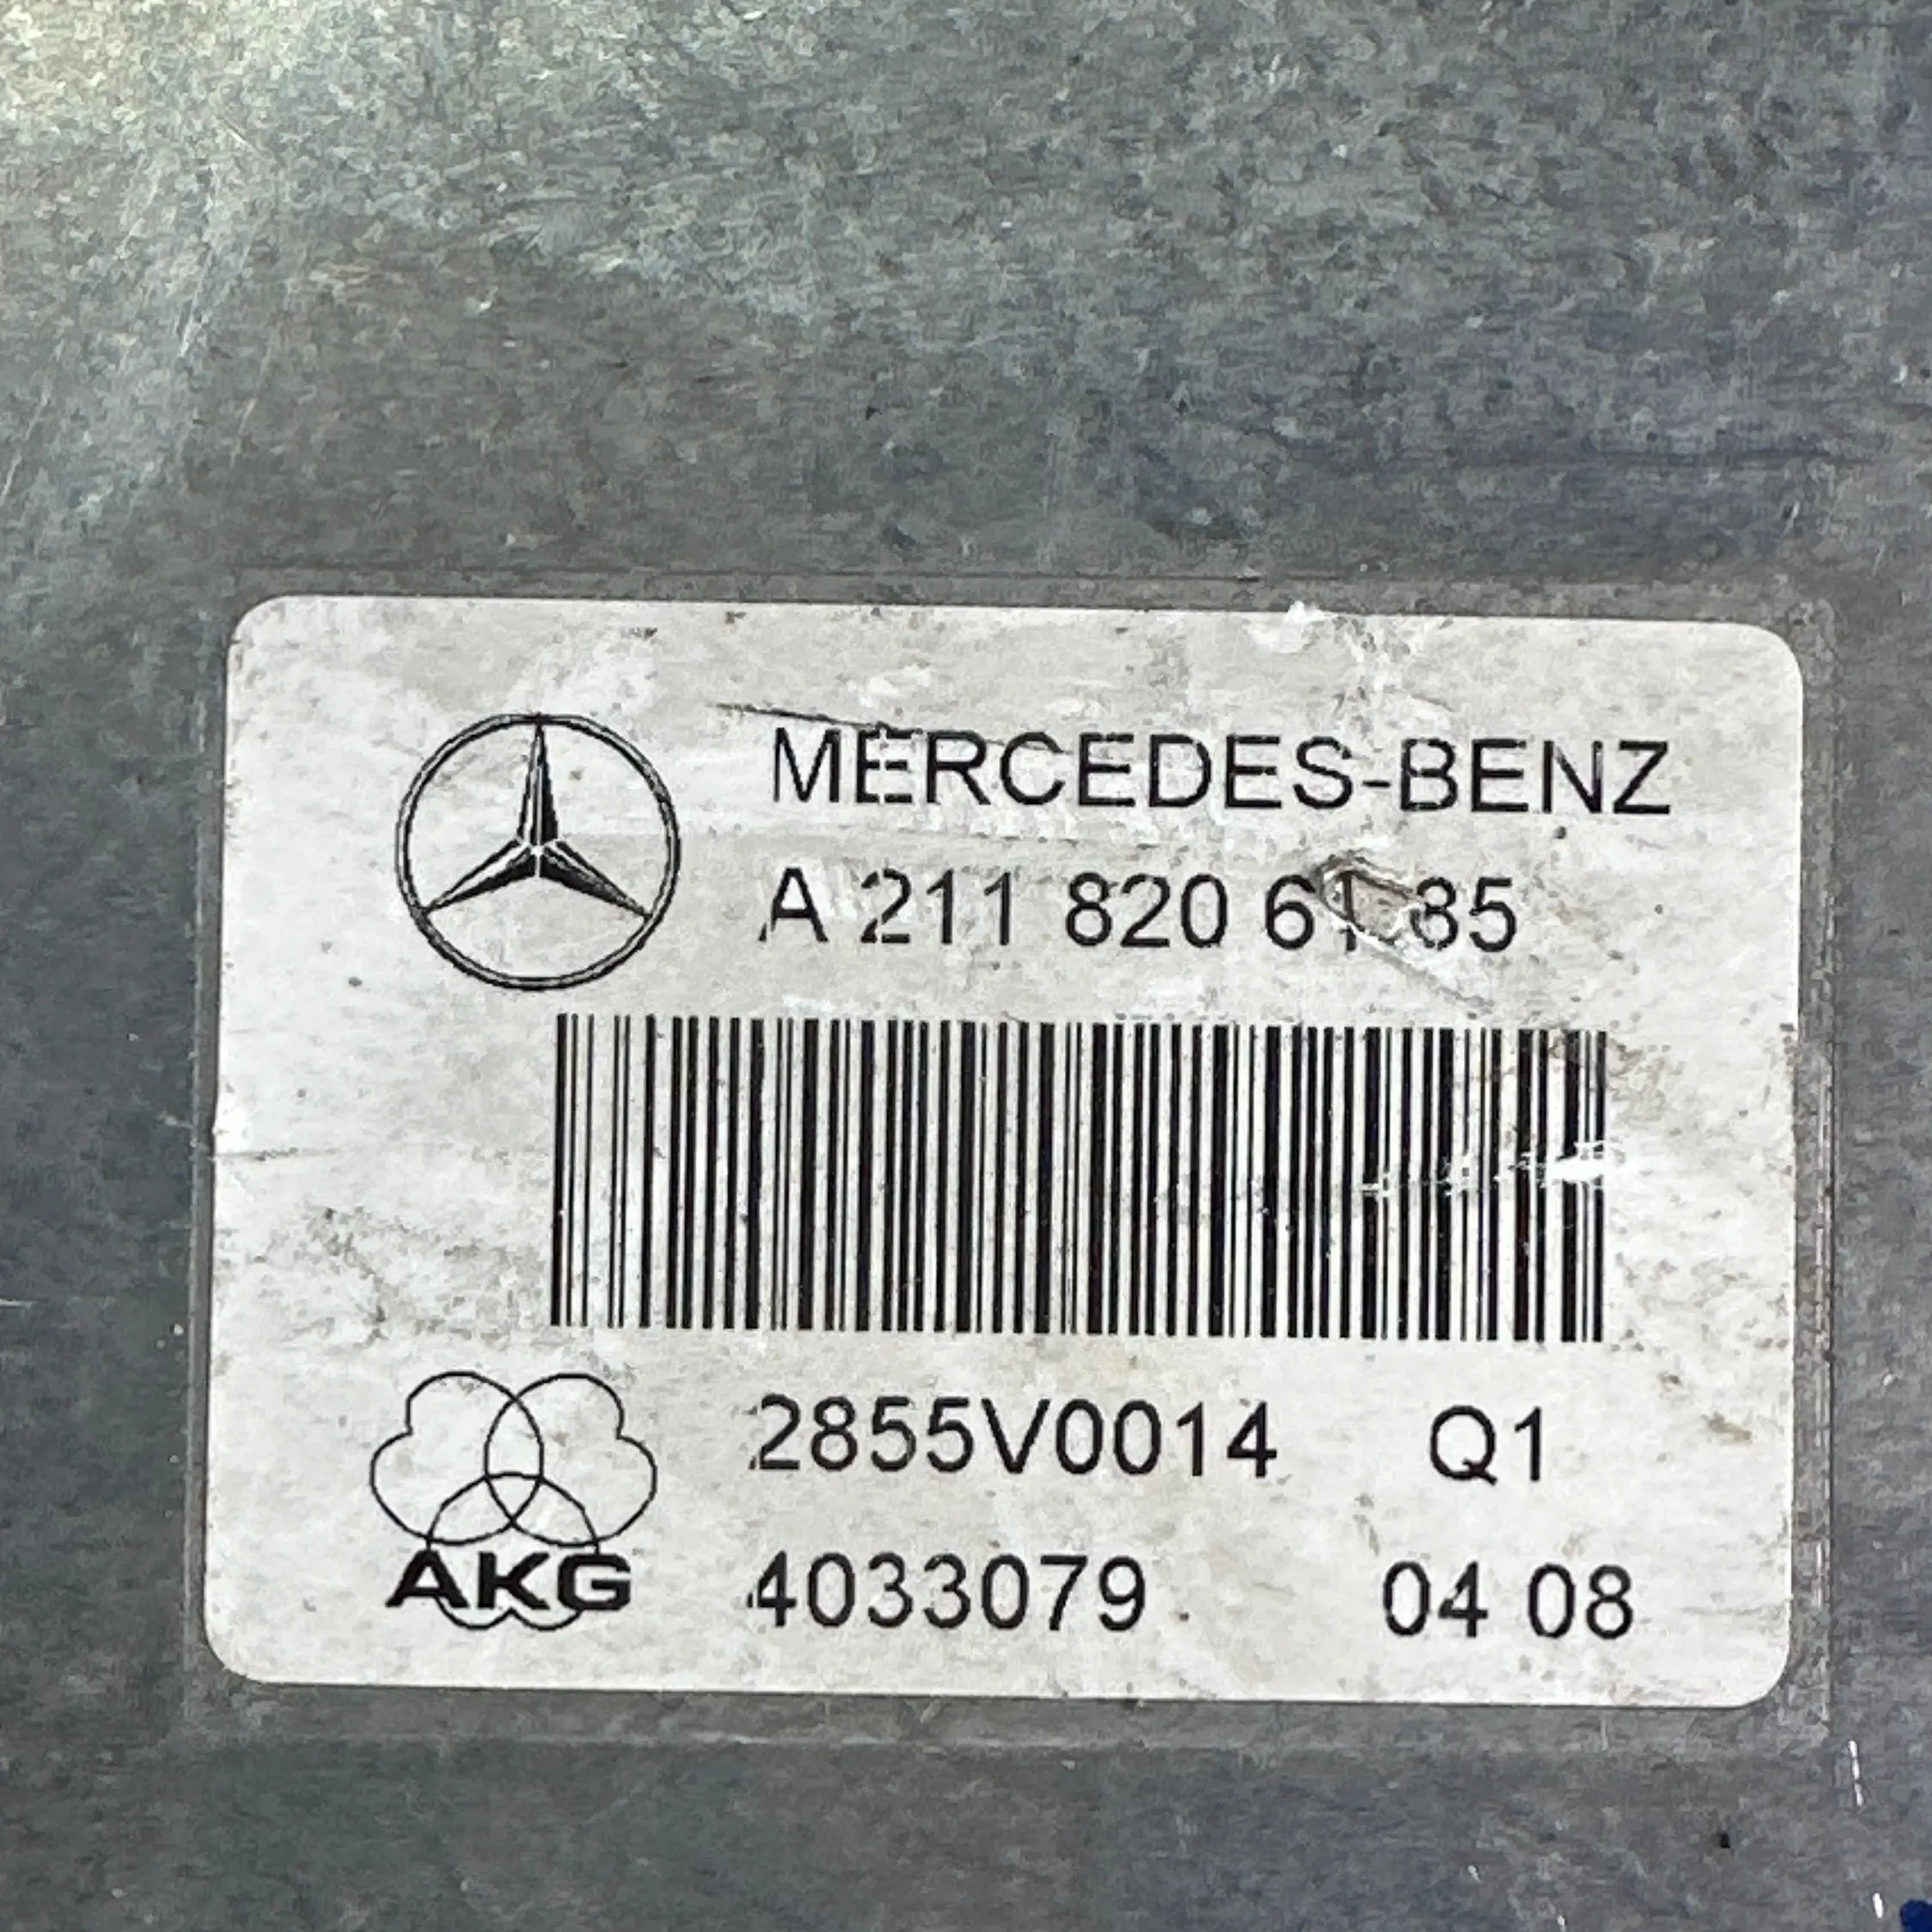 MERCEDES-BENZ
A 211 820 61 85
2855V0014 Q1
AKG
4033079 04 08